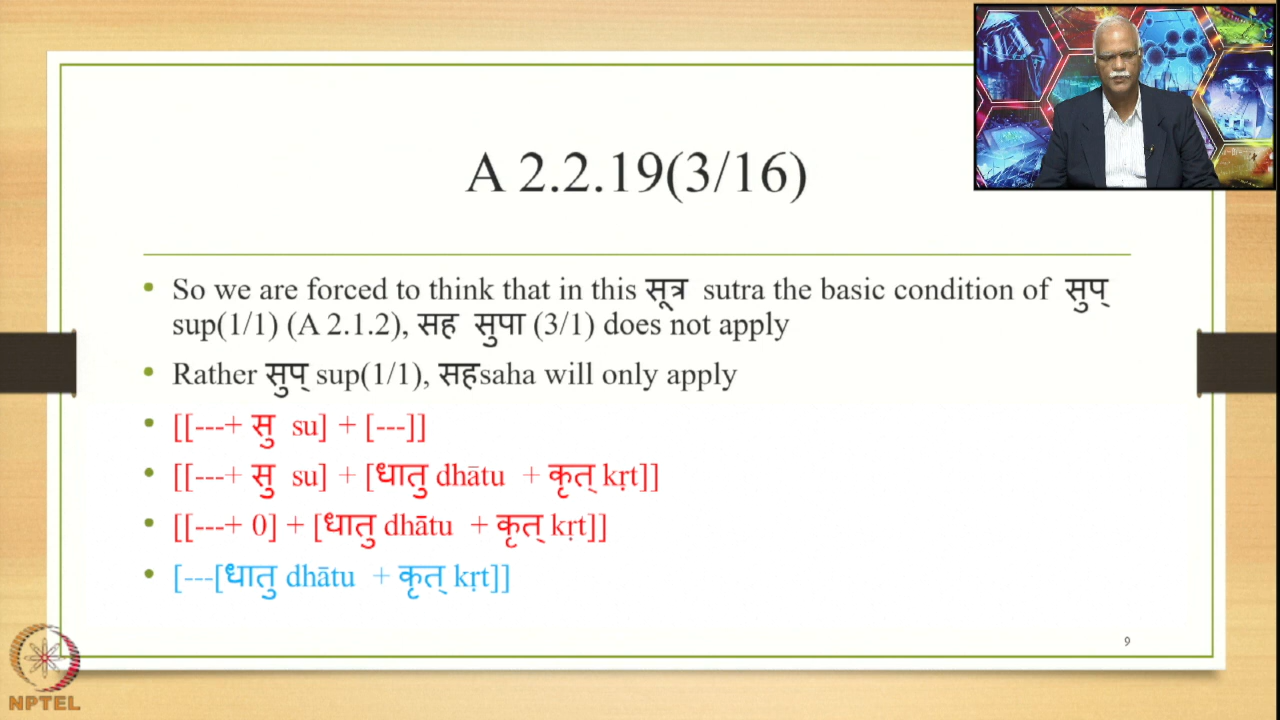 A 2.2.19(3/16)
• So we are forced to think that in this सूत्र sutra the basic condition of सुप्
sup(1/1) (A 2.1.2), सह सुपा (3/1) does not apply
• Rather सुप् sup(1/1), सहsaha will only apply
• [[---+ सु su] + [---]]
• [[---+ सु su] + [धातु dhātu + कृत् kṛt]]
• [[---+ 0] + [धातु dhātu + कृत् kṛt]]
• [---[धातु dhātu + कृत् kṛt]]
9
NPTEL